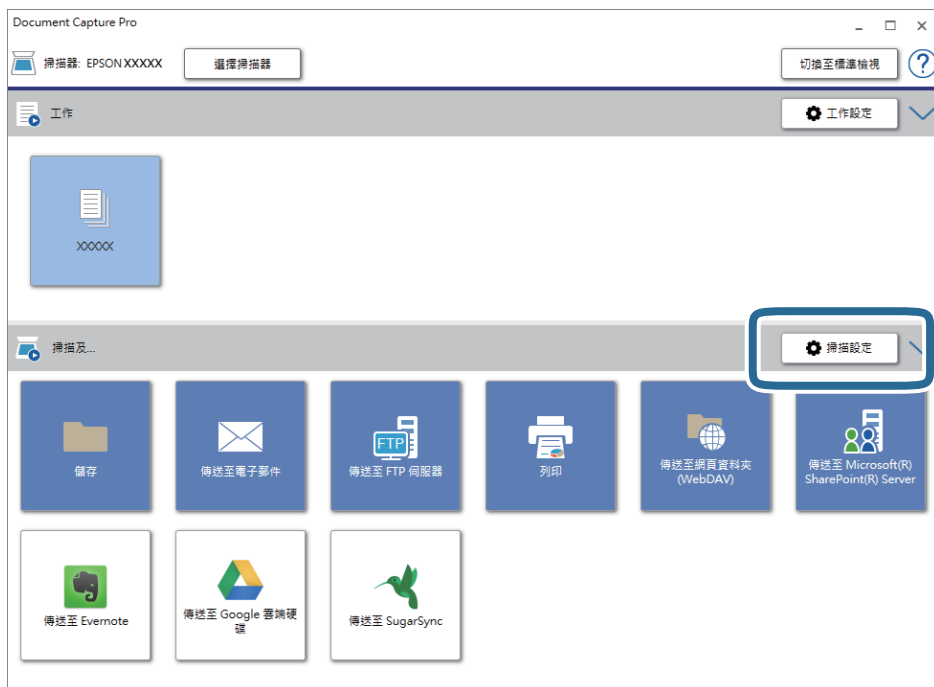 Document Capture Pro
掃描器: EPSON XXXXX
選擇掃描器
切換至標準檢視
?
工作
工作設定
XXXXX
掃描及...
掃描設定
儲存
傳送至電子郵件
FTP
傳送至 FTP 伺服器
列印
傳送至網頁資料夾
(WebDAV)
傳送至 Microsoft(R)
SharePoint(R) Server
傳送至 Evernote
傳送至 Google 雲端硬
碟
傳送至 SugarSync